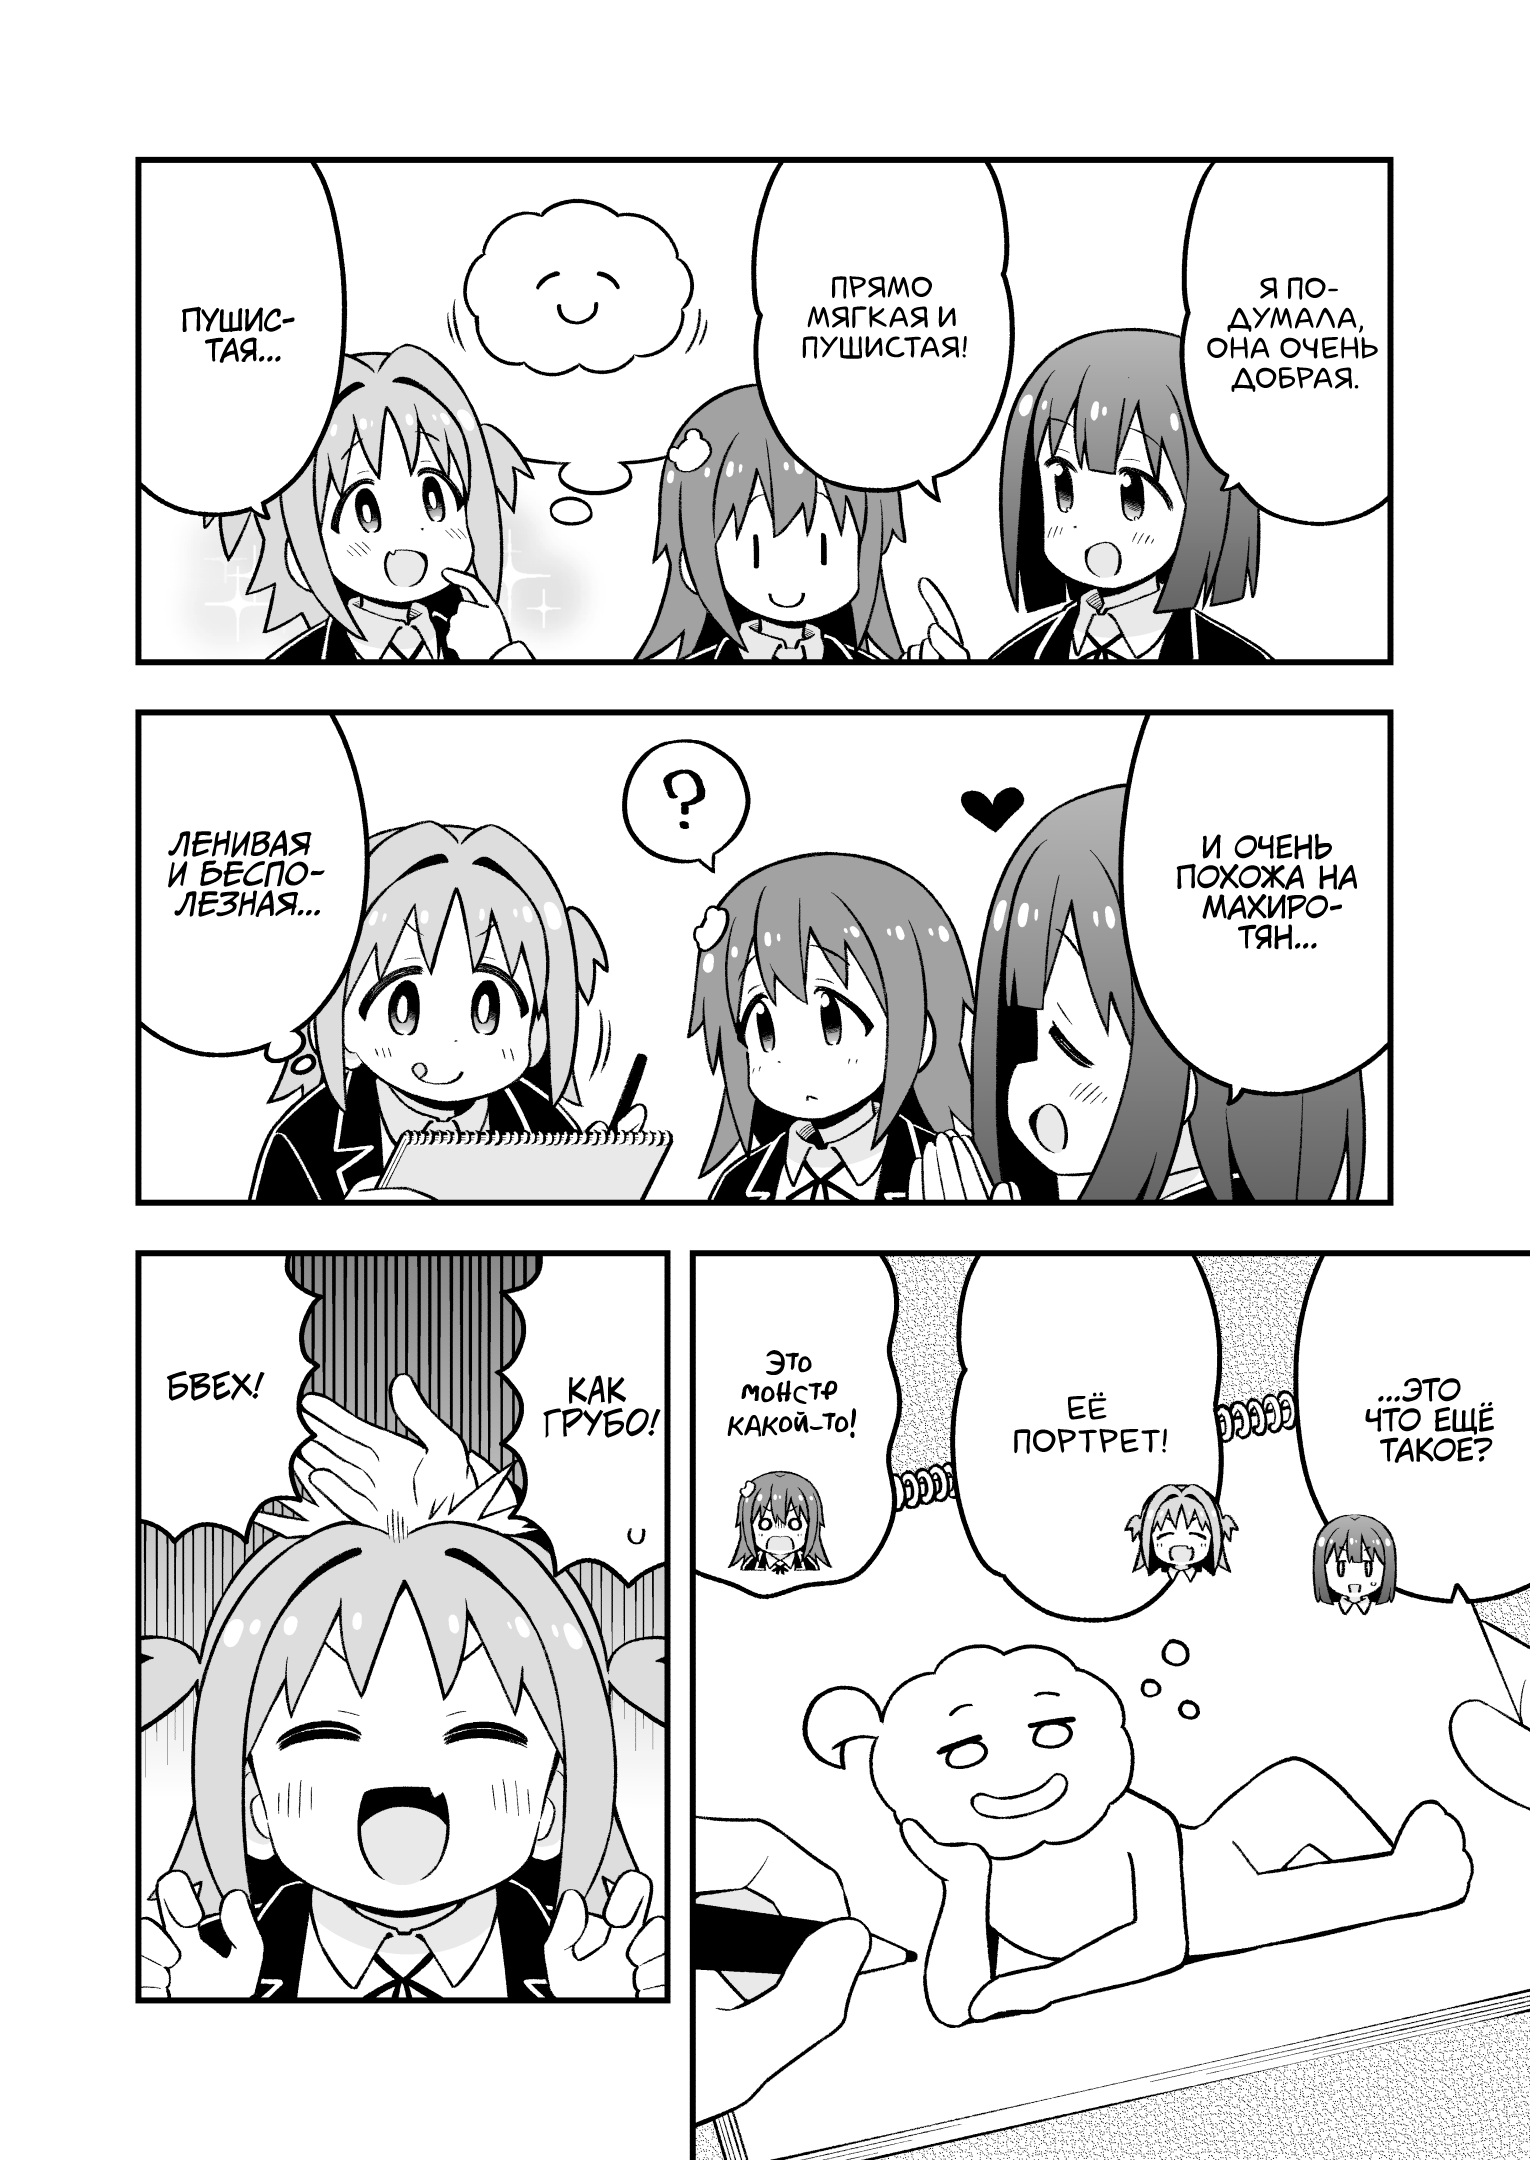 Я ПО-
ДУМАЛА,
ОНА ОЧЕНЬ
ДОБРАЯ.
ПРЯМО
МЯГКАЯ И
ПУШИСТАЯ!
ПУШИС-
ТАЯ...
И ОЧЕНЬ
ПОХОЖА НА
МАХИРО-
ТЯН...
?
ЛЕНИВАЯ
И БЕСПО-
ЛЕЗНАЯ...
...ЭТО
ЧТО ЕЩЁ
ТАКОЕ?
ЕЁ
ПОРТРЕТ!
ЭТО
МОНСТР
КАКОЙ-ТО!
КАК
ГРУБО!
БВЕХ!